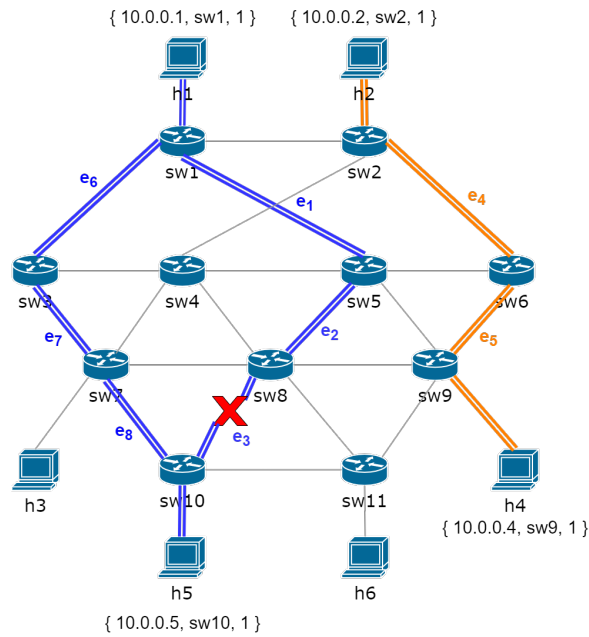 { 10.0.0.1, sw1, 1 }
{ 10.0.0.2, sw2, 1 }
h1
h2
sw1
sw2
e6
e1
e4
sw3
sw4
sw5
sw6
e7
e2
e5
sw7
sw8
sw9
e8
e3
h3
sw10
sw11
h4
{ 10.0.0.4, sw9, 1 }
h5
h6
{ 10.0.0.5, sw10, 1 }